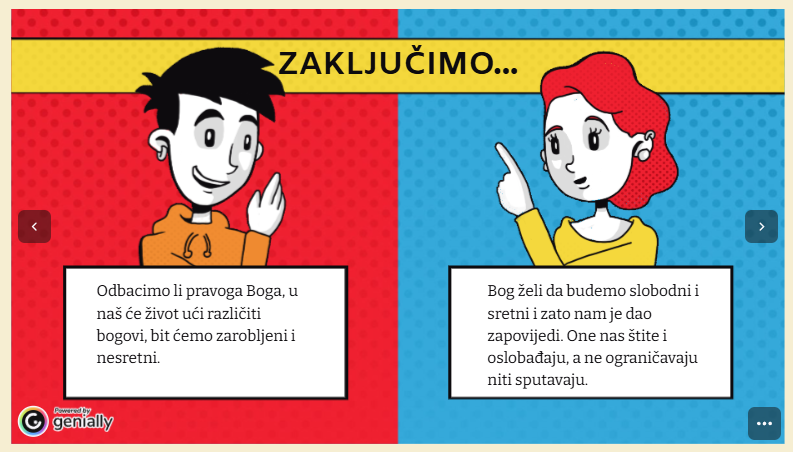 ZAKLJUČIMO...
Odbacimo li pravoga Boga, u
naš će život ući različiti
bogovi, bit ćemo zarobljeni i
nesretni.
Bog želi da budemo slobodni i
sretni i zato nam je dao
zapovijedi. One nas štite i
oslobađaju, a ne ograničavaju
niti sputavaju.
Powered by
genially